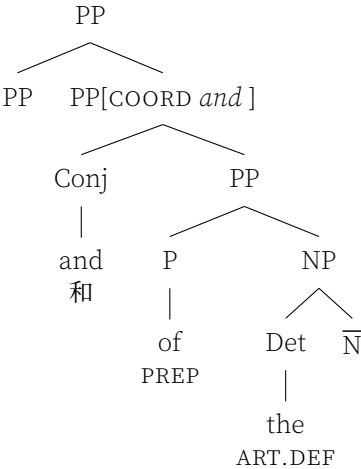 PP
PP PP[COORD and ]
Conj PP
and P NP
和
of Det N̅
PREP
the
ART.DEF